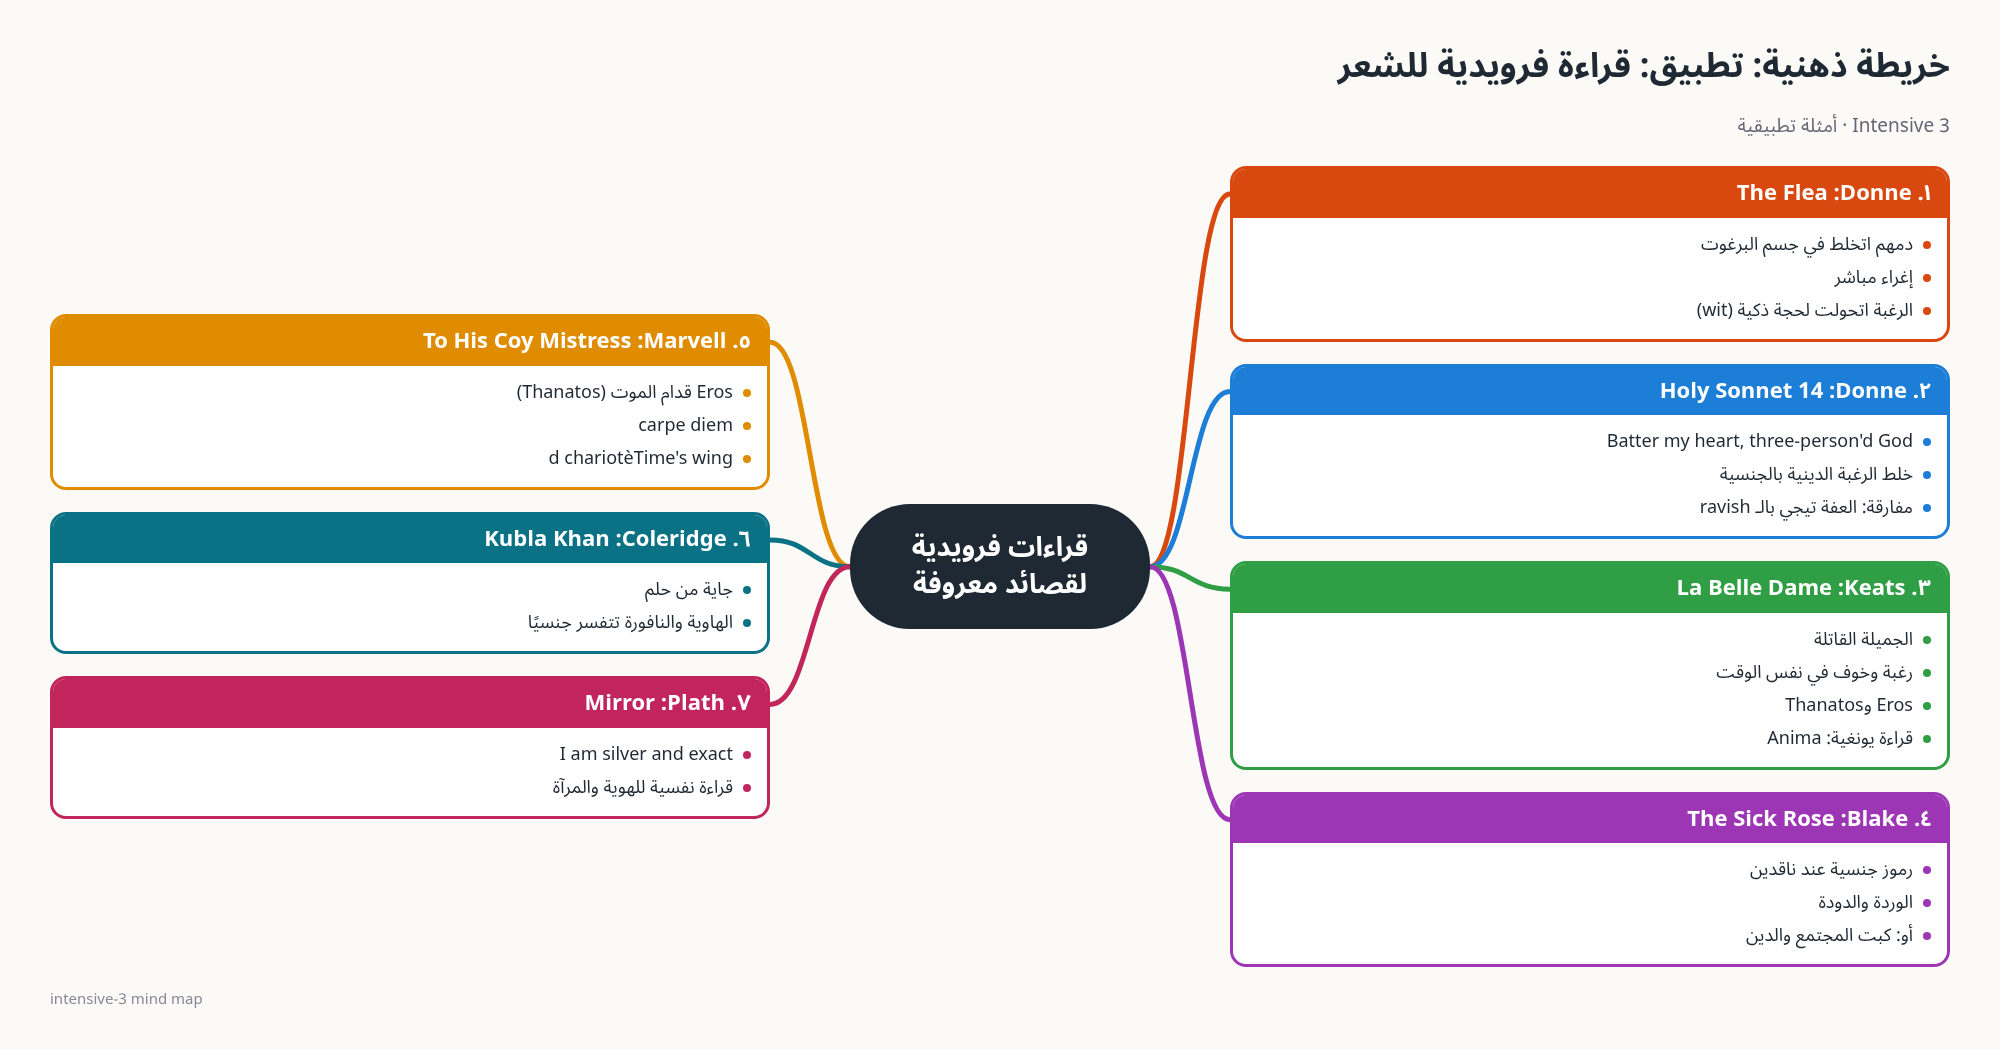 خريطة ذهنية: تطبيق: قراءة فرويدية للشعر
Intensive 3 · أمثلة تطبيقية
١. Donne: The Flea
دمهم اتخلط في جسم البرغوت
إغراء مباشر
الرغبة اتحولت لحجة ذكية (wit)
٢. Donne: Holy Sonnet 14
Batter my heart, three-person'd God
خلط الرغبة الدينية بالجنسية
مفارقة: العفة تيجي بالـ ravish
٣. Keats: La Belle Dame
الجميلة القاتلة
رغبة وخوف في نفس الوقت
Eros وThanatos
قراءة يونغية: Anima
٤. Blake: The Sick Rose
رموز جنسية عند ناقدين
الوردة والدودة
أو: كبت المجتمع والدين
قراءات فرويدية
لقصائد معروفة
٥. Marvell: To His Coy Mistress
Eros قدام الموت (Thanatos)
carpe diem
Time's wingèd chariot
٦. Coleridge: Kubla Khan
جاية من حلم
الهاوية والنافورة تتفسر جنسيًا
٧. Plath: Mirror
I am silver and exact
قراءة نفسية للهوية والمرآة
intensive-3 mind map